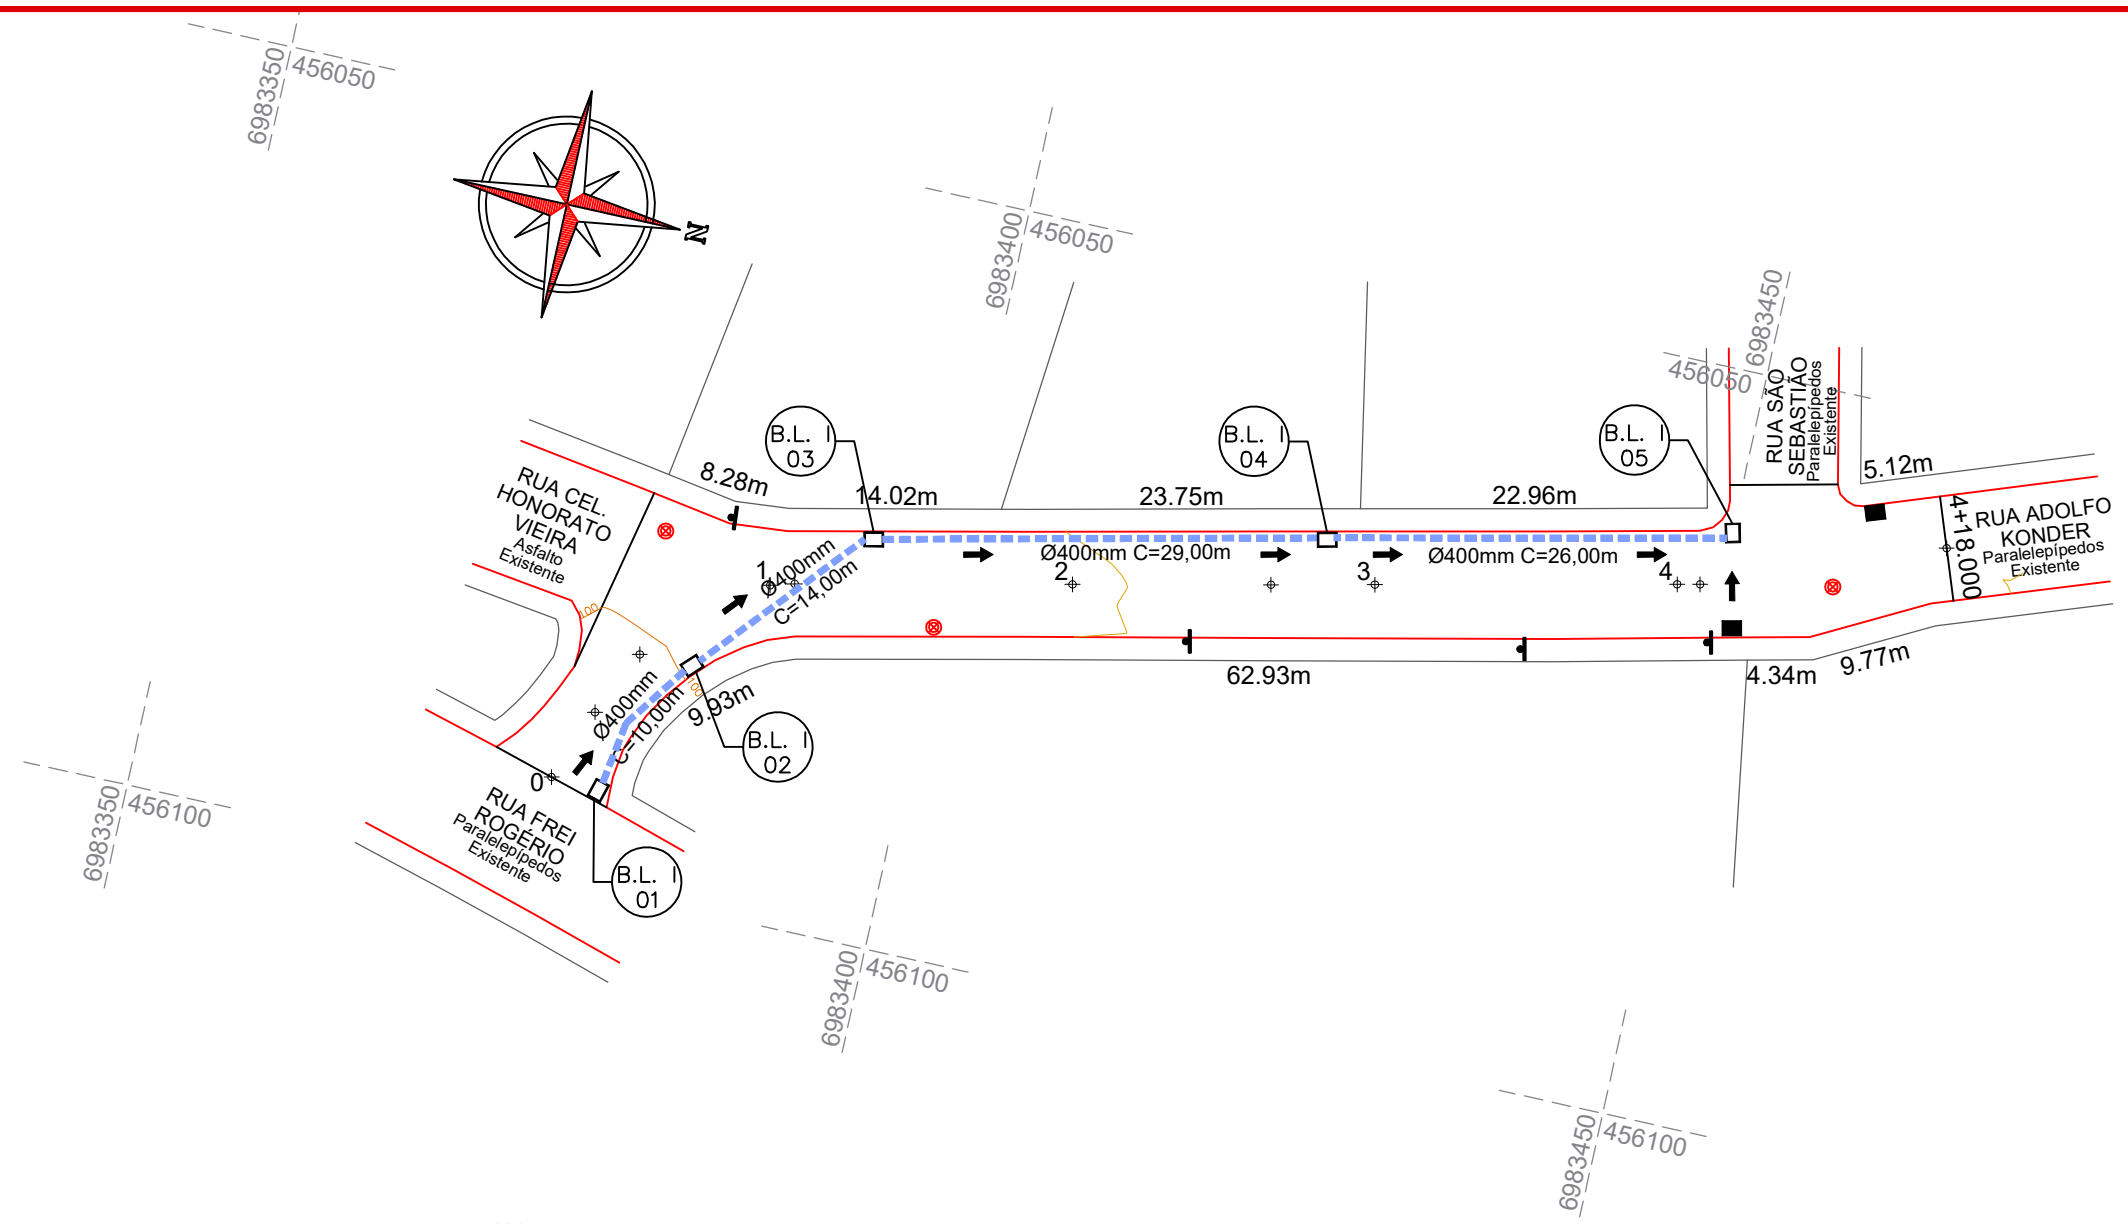 6983350
456050
N
6983400
456050
6983450
456050
RUA SÃO
SEBASTIÃO
Paralelepípedos
Existente
B.L. I
03
B.L. I
04
B.L. I
05
8.28m
14.02m
23.75m
22.96m
5.12m
RUA CEL.
HONORATO
VIEIRA
Asfalto
Existente
4+18.000
RUA ADOLFO
KONDER
Paralelepípedos
Existente
Ø400mm C=29,00m
Ø400mm C=26,00m
1
2
3
4
Ø400mm
C=14,00m
100
100
Ø400mm
C=10,00m
9.93m
62.93m
4.34m
9.77m
B.L. I
02
0
RUA FREI
ROGÉRIO
Paralelepípedos
Existente
B.L. I
01
6983350
456100
6983400
456100
6983450
456100